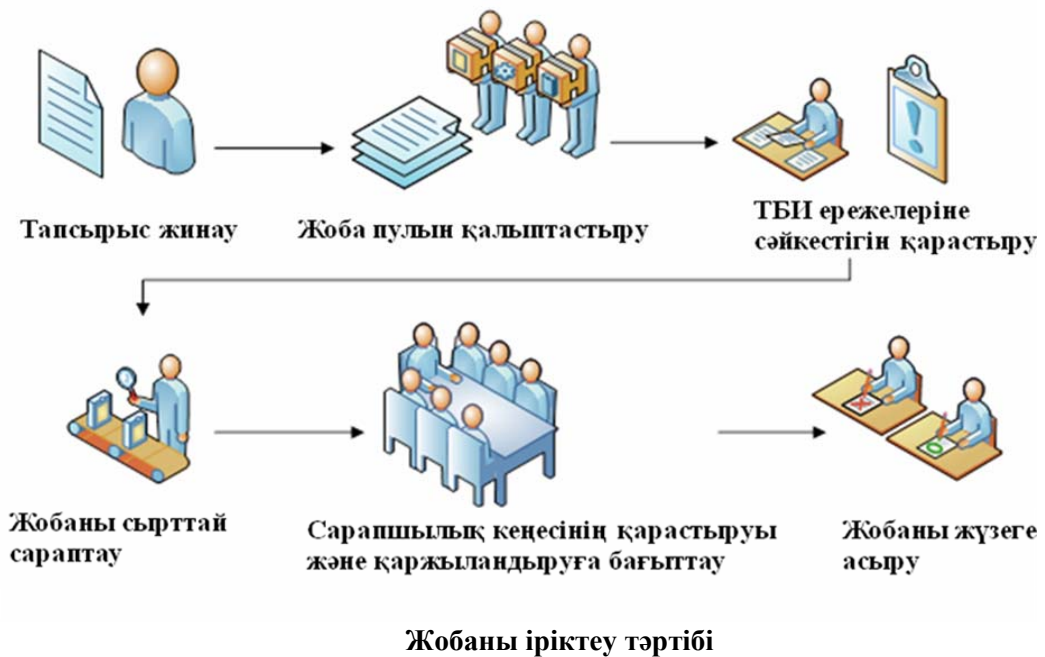 Тапсырыс жинау
Жоба пулын қалыптастыру
ТБИ ережелеріне
сәйкестігін қарастыру
Жобаны сырттай
сараптау
Сарапшылық кеңесінің қарастыруы
және қаржыландыруға бағыттау
Жобаны жүзеге
асыру
Жобаны іріктеу тәртібі